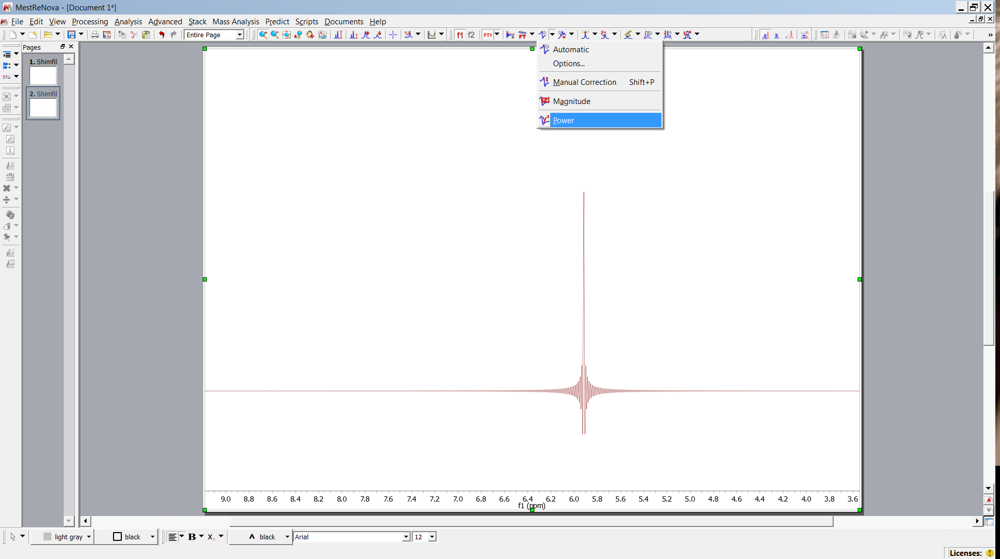 MestReNova - [Document 1*]
File Edit View Processing Analysis Advanced Stack Mass Analysis Predict Scripts Documents Help
Entire Page f1 f2 FT1
Pages
1. Shimfil
2. Shimfil
Automatic
Options...
Manual Correction Shift+P
Magnitude
Power
9.0 8.8 8.6 8.4 8.2 8.0 7.8 7.6 7.4 7.2 7.0 6.8 6.6 6.4 6.2 6.0 5.8 5.6 5.4 5.2 5.0 4.8 4.6 4.4 4.2 4.0 3.8 3.6
f1 (ppm)
light gray black B X₂ A black Arial 12
Licenses: